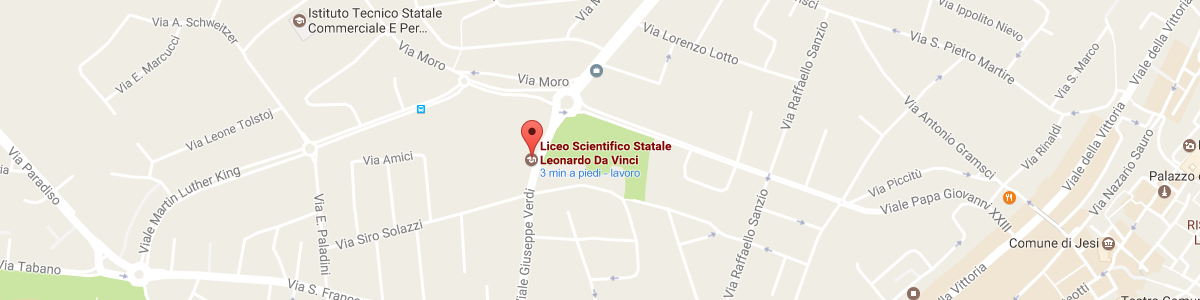 Via A. Schweitzer
Istituto Tecnico Statale
Commerciale E Per...
Via E. Marcucci
Via Moro
Via Moro
Via Lorenzo Lotto
Via Raffaello Sanzio
Via Ippolito Nievo
Via S. Pietro Martire
Via S. Marco
Viale della Vittoria
Via Leone Tolstoj
Via Antonio Gramsci
Via Rinaldi
Viale della Vittoria
Via Nazario Sauro
Via Paradiso
Via Amici
Liceo Scientifico Statale
Leonardo Da Vinci
3 min a piedi - lavoro
Viale Martin Luther King
Via E. Paladini
Via Siro Solazzi
Viale Giuseppe Verdi
Via Raffaello Sanzio
Via Piccitù
Viale Papa Giovanni XXIII
Palazzo
RIS
L
Comune di Jesi
Via Tabano
Via S. Franc
della Vittoria
Teatro Comu